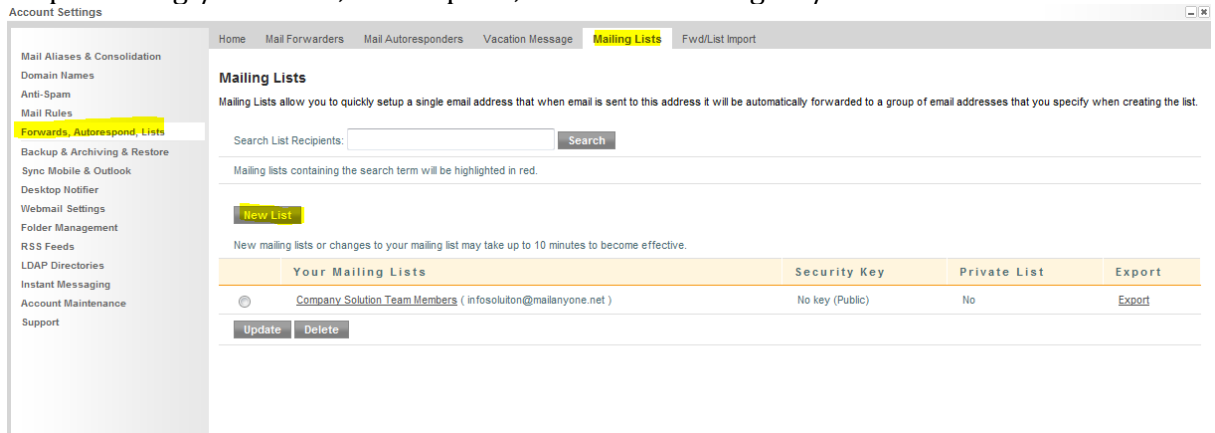 Account Settings
Home Mail Forwarders Mail Autoresponders Vacation Message Mailing Lists Fwd/List Import
Mail Aliases & Consolidation
Domain Names
Anti-Spam
Mail Rules
Forwards, Autorespond, Lists
Backup & Archiving & Restore
Sync Mobile & Outlook
Desktop Notifier
Webmail Settings
Folder Management
RSS Feeds
LDAP Directories
Instant Messaging
Account Maintenance
Support
Mailing Lists
Mailing Lists allow you to quickly setup a single email address that when email is sent to this address it will be automatically forwarded to a group of email addresses that you specify when creating the list.
Search List Recipients: Search
Mailing lists containing the search term will be highlighted in red.
New List
New mailing lists or changes to your mailing list may take up to 10 minutes to become effective.
Your Mailing Lists Security Key Private List Export
Company Solution Team Members ( infosoluiton@mailanyone.net ) No key (Public) No Export
Update Delete